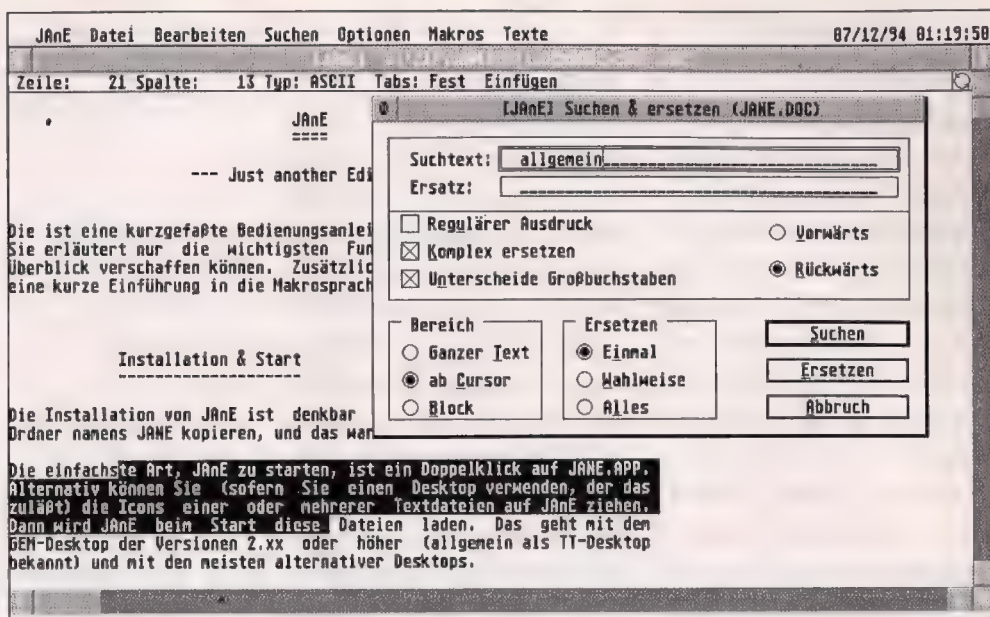 JAnE Datei Bearbeiten Suchen Optionen Makros Texte 07/12/94 01:19:50
Zeile: 21 Spalte: 13 Typ: ASCII Tabs: Fest Einfügen
JAnE
====
--- Just another Edi
Die ist eine kurzgefaßte Bedienungsanlei
Sie erläutert nur die wichtigsten Fun
Überblick verschaffen können. Zusätzlic
eine kurze Einführung in die Makrosprach
Installation & Start
--------------------
Die Installation von JAnE ist denkbar
Ordner namens JANE kopieren, und das war
Die einfachste Art, JAnE zu starten, ist ein Doppelklick auf JANE.APP.
Alternativ können Sie (sofern Sie einen Desktop verwenden, der das
zuläßt) die Icons einer oder mehrerer Textdateien auf JAnE ziehen.
Dann wird JAnE beim Start diese Dateien laden. Das geht mit dem
GEM-Desktop der Versionen 2.xx oder höher (allgemein als TT-Desktop
bekannt) und mit den meisten alternativer Desktops.
[JAnE] Suchen & ersetzen (JANE.DOC)
Suchtext: allgemein
Ersatz:
Regulärer Ausdruck
Komplex ersetzen
Unterscheide Großbuchstaben
Vorwärts
Rückwärts
Bereich
Ganzer Text
ab Cursor
Block
Ersetzen
Einmal
Wahlweise
Alles
Suchen
Ersetzen
Abbruch